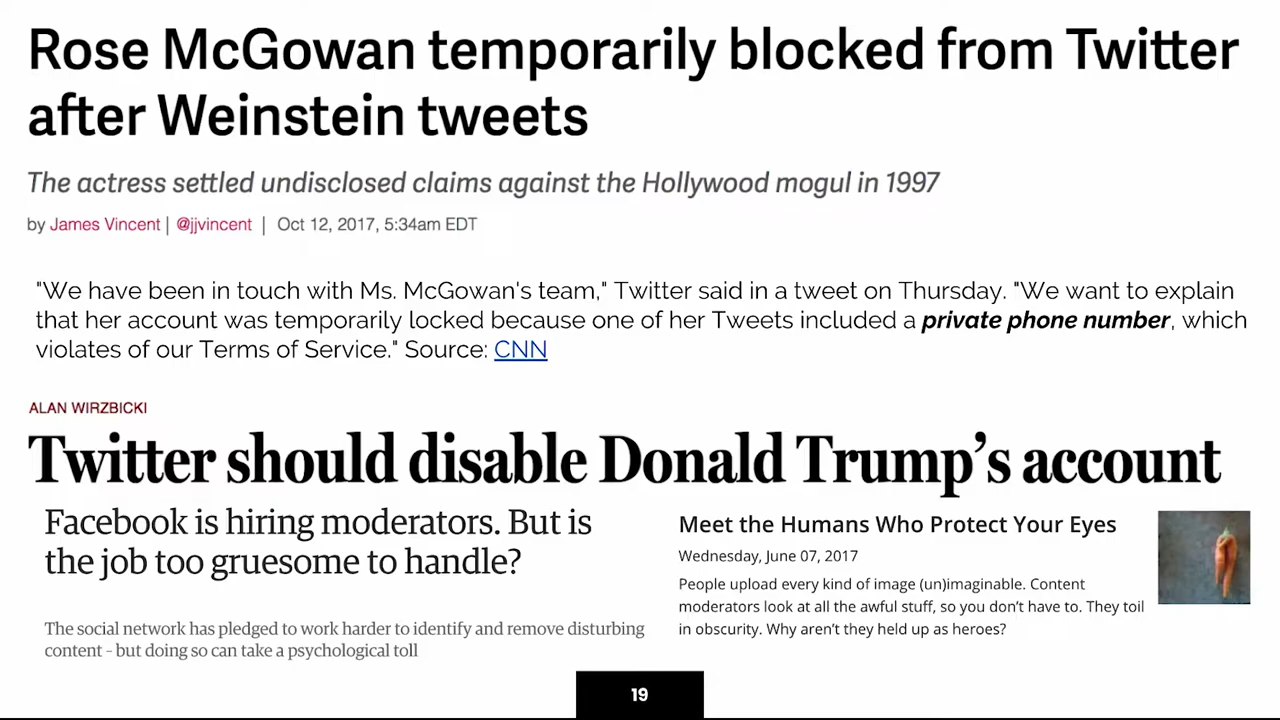 Rose McGowan temporarily blocked from Twitter
after Weinstein tweets
The actress settled undisclosed claims against the Hollywood mogul in 1997
by James Vincent | @jjvincent | Oct 12, 2017, 5:34am EDT
"We have been in touch with Ms. McGowan's team," Twitter said in a tweet on Thursday. "We want to explain
that her account was temporarily locked because one of her Tweets included a private phone number, which
violates of our Terms of Service." Source: CNN
ALAN WIRZBICKI
Twitter should disable Donald Trump's account
Facebook is hiring moderators. But is
the job too gruesome to handle?
The social network has pledged to work harder to identify and remove disturbing
content – but doing so can take a psychological toll
Meet the Humans Who Protect Your Eyes
Wednesday, June 07, 2017
People upload every kind of image (un)imaginable. Content
moderators look at all the awful stuff, so you don't have to. They toil
in obscurity. Why aren't they held up as heroes?
19